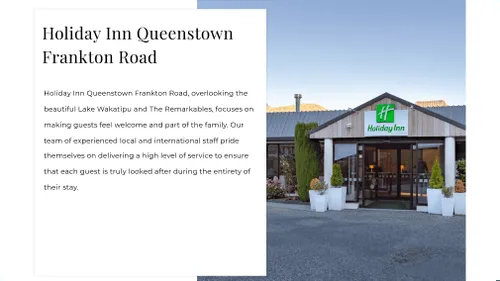 Holiday Inn Queenstown
Frankton Road
Holiday Inn Queenstown Frankton Road, overlooking the
beautiful Lake Wakatipu and The Remarkables, focuses on
making guests feel welcome and part of the family. Our
team of experienced local and international staff pride
themselves on delivering a high level of service to ensure
that each guest is truly looked after during the entirety of
their stay.
H
Holiday Inn